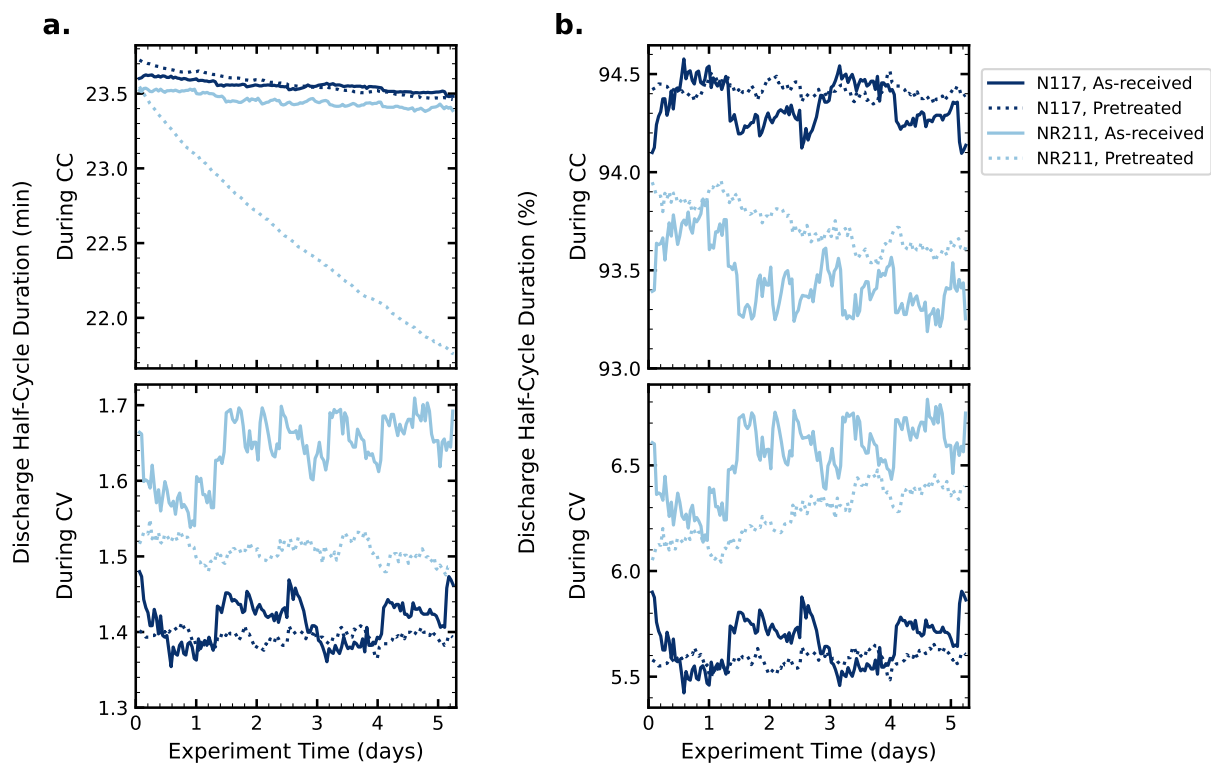 a.
Discharge Half-Cycle Duration (min)
During CC
23.5
23.0
22.5
22.0
During CV
1.7
1.6
1.5
1.4
1.3
0 1 2 3 4 5
Experiment Time (days)
b.
Discharge Half-Cycle Duration (%)
During CC
94.5
94.0
93.5
93.0
During CV
6.5
6.0
5.5
0 1 2 3 4 5
Experiment Time (days)
N117, As-received
N117, Pretreated
NR211, As-received
NR211, Pretreated